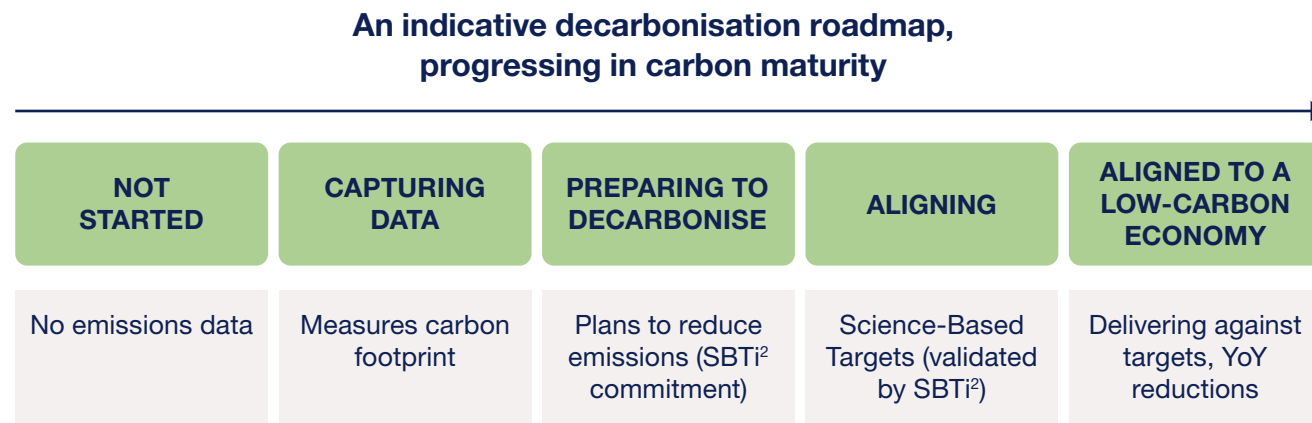 An indicative decarbonisation roadmap,
progressing in carbon maturity
NOT
STARTED
CAPTURING
DATA
PREPARING TO
DECARBONISE
ALIGNING
ALIGNED TO A
LOW-CARBON
ECONOMY
No emissions data
Measures carbon
footprint
Plans to reduce
emissions (SBTi²
commitment)
Science-Based
Targets (validated
by SBTi²)
Delivering against
targets, YoY
reductions